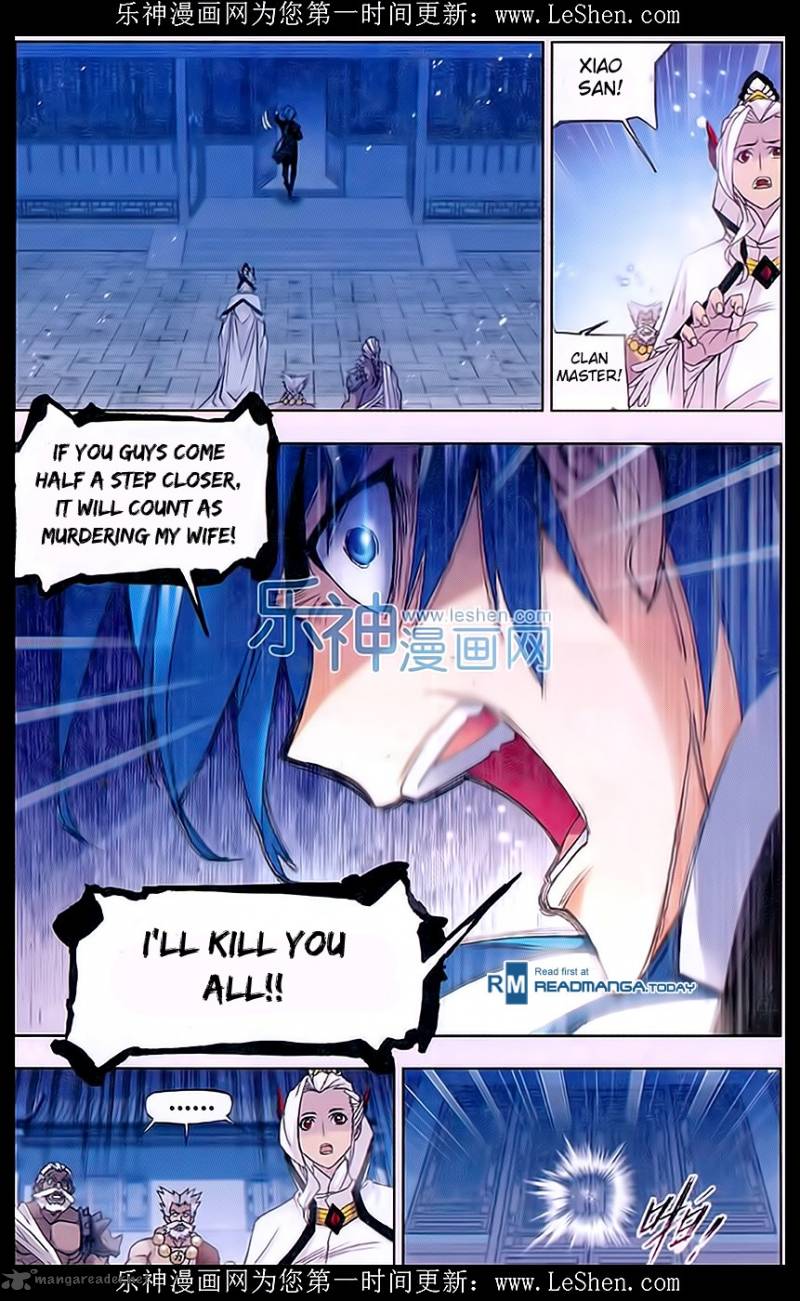 乐神漫画网为您第一时间更新：www.LeShen.com
XIAO
SAN!
CLAN
MASTER!
IF YOU GUYS COME
HALF A STEP CLOSER,
IT WILL COUNT AS
MURDERING MY WIFE!
乐神漫画网
www.leshen.com
I'LL KILL YOU
ALL!!
RM
Read first at
READMANGA.TODAY
......
mangareader.net
乐神漫画网为您第一时间更新：www.LeShen.com